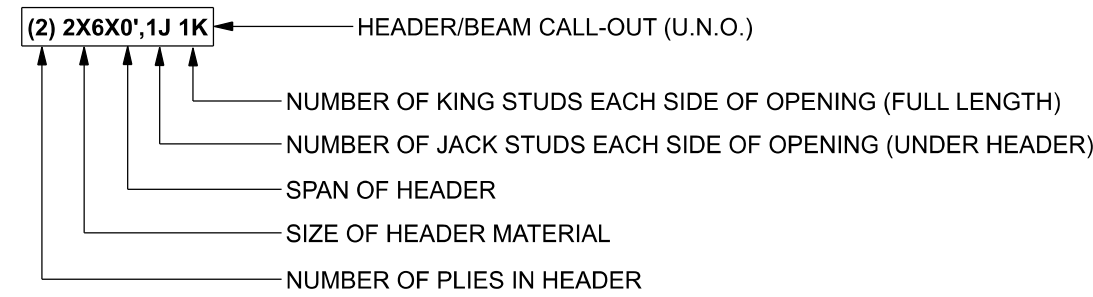 (2) 2X6X0',1J 1K
HEADER/BEAM CALL-OUT (U.N.O.)
NUMBER OF KING STUDS EACH SIDE OF OPENING (FULL LENGTH)
NUMBER OF JACK STUDS EACH SIDE OF OPENING (UNDER HEADER)
SPAN OF HEADER
SIZE OF HEADER MATERIAL
NUMBER OF PLIES IN HEADER